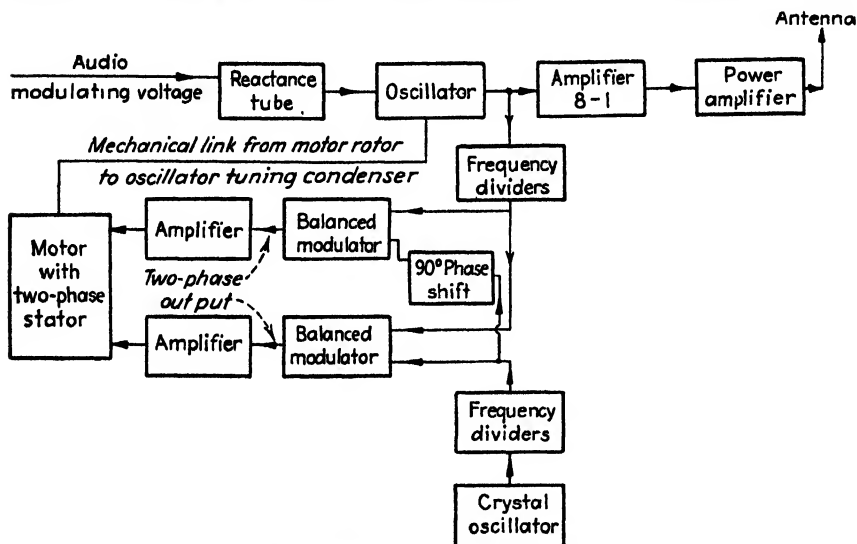 Antenna
Audio
modulating voltage
Reactance
tube
Oscillator
Amplifier
8-1
Power
amplifier
Mechanical link from motor rotor
to oscillator tuning condenser
Frequency
dividers
Motor
with
two-phase
stator
Amplifier
Balanced
modulator
90° Phase
shift
Two-phase
out put
Amplifier
Balanced
modulator
Frequency
dividers
Crystal
oscillator